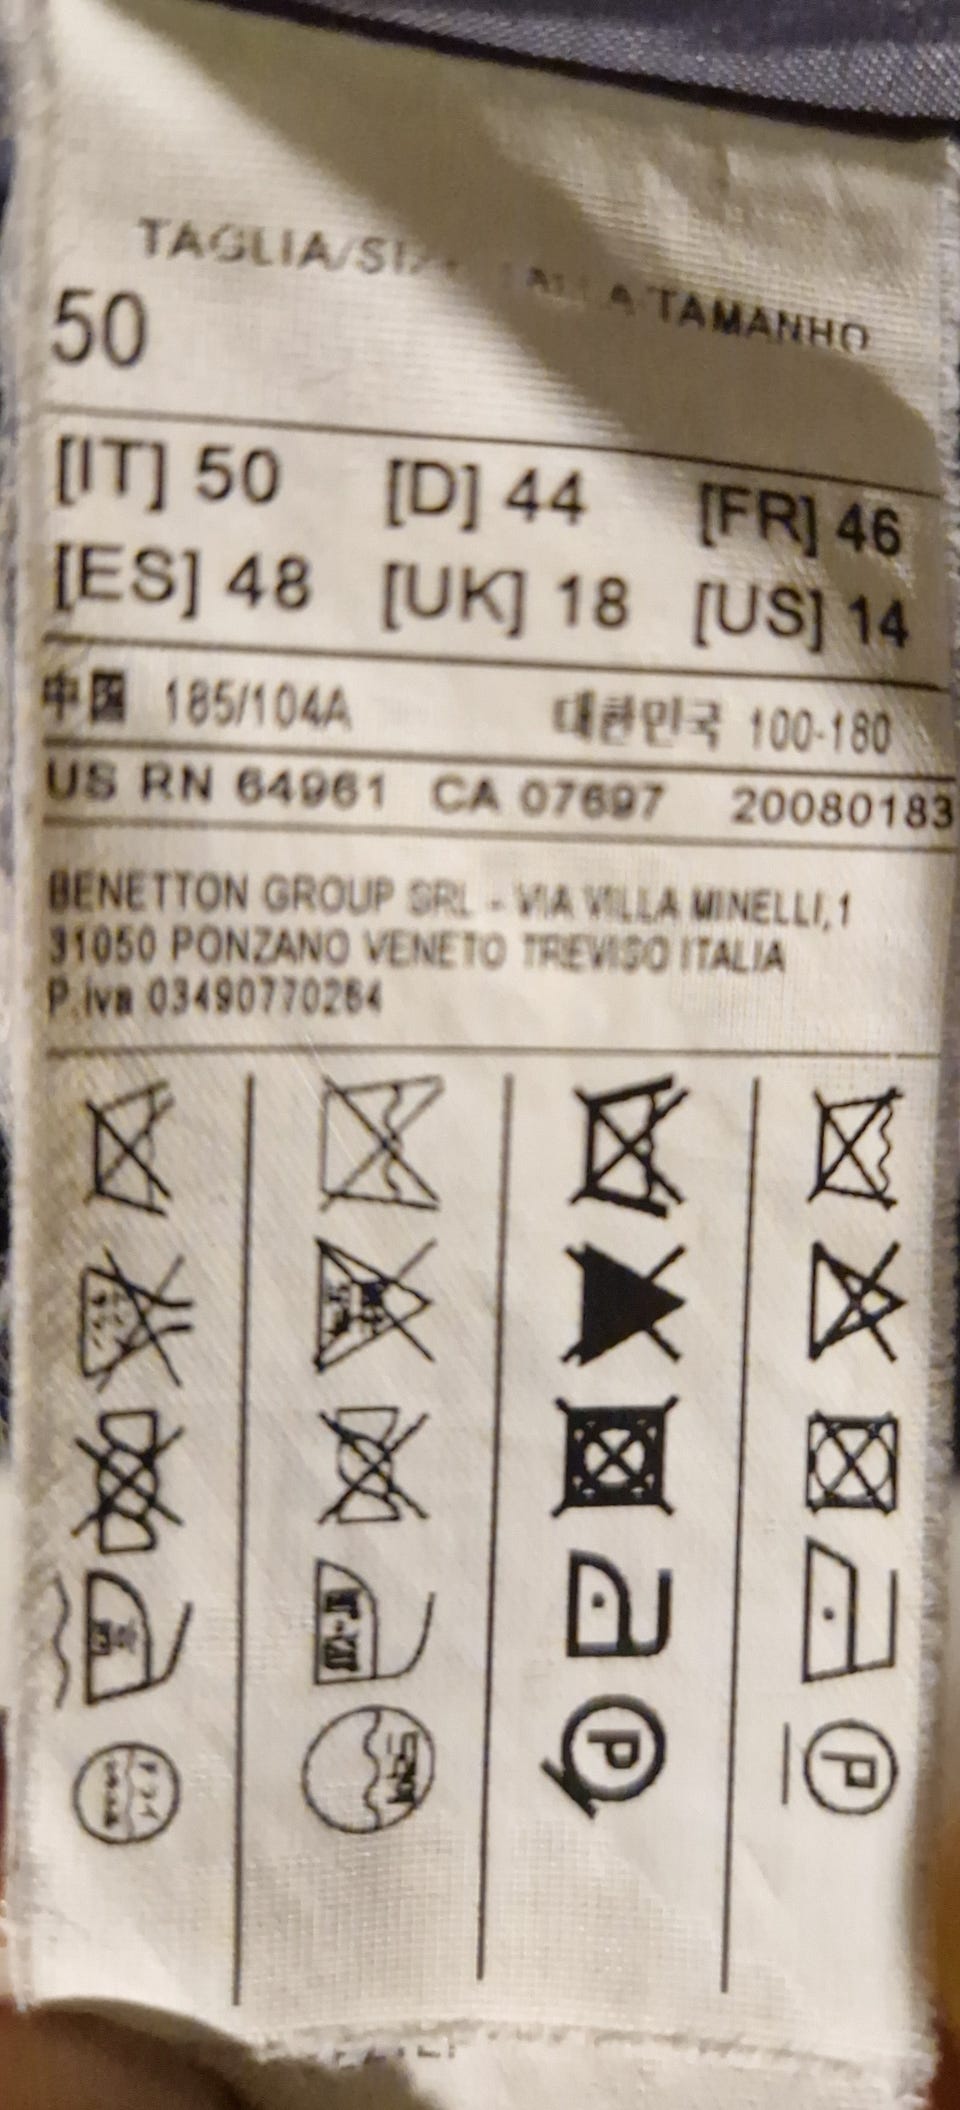 TAGLIA/SIZE TALLA TAMANHO
50
[IT] 50 [D] 44 [FR] 46
[ES] 48 [UK] 18 [US] 14
中国 185/104A 대한민국 100-180
US RN 64961 CA 07697 20080183
BENETTON GROUP SRL - VIA VILLA MINELLI,1
31050 PONZANO VENETO TREVISO ITALIA
P.iva 03490770264
P P